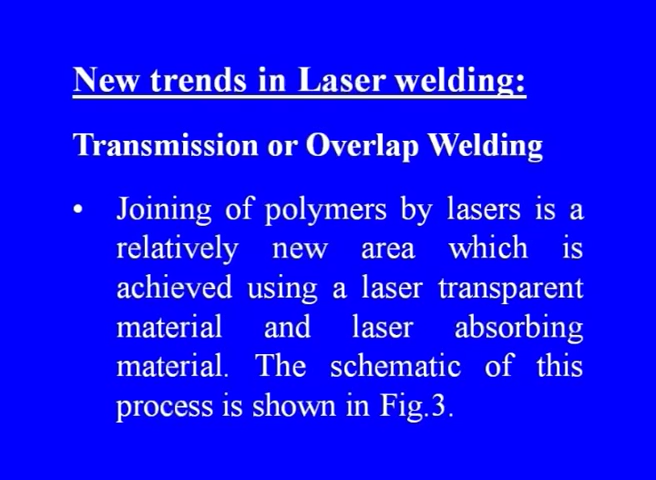 New trends in Laser welding:
Transmission or Overlap Welding
• Joining of polymers by lasers is a
relatively new area which is
achieved using a laser transparent
material and laser absorbing
material. The schematic of this
process is shown in Fig.3.